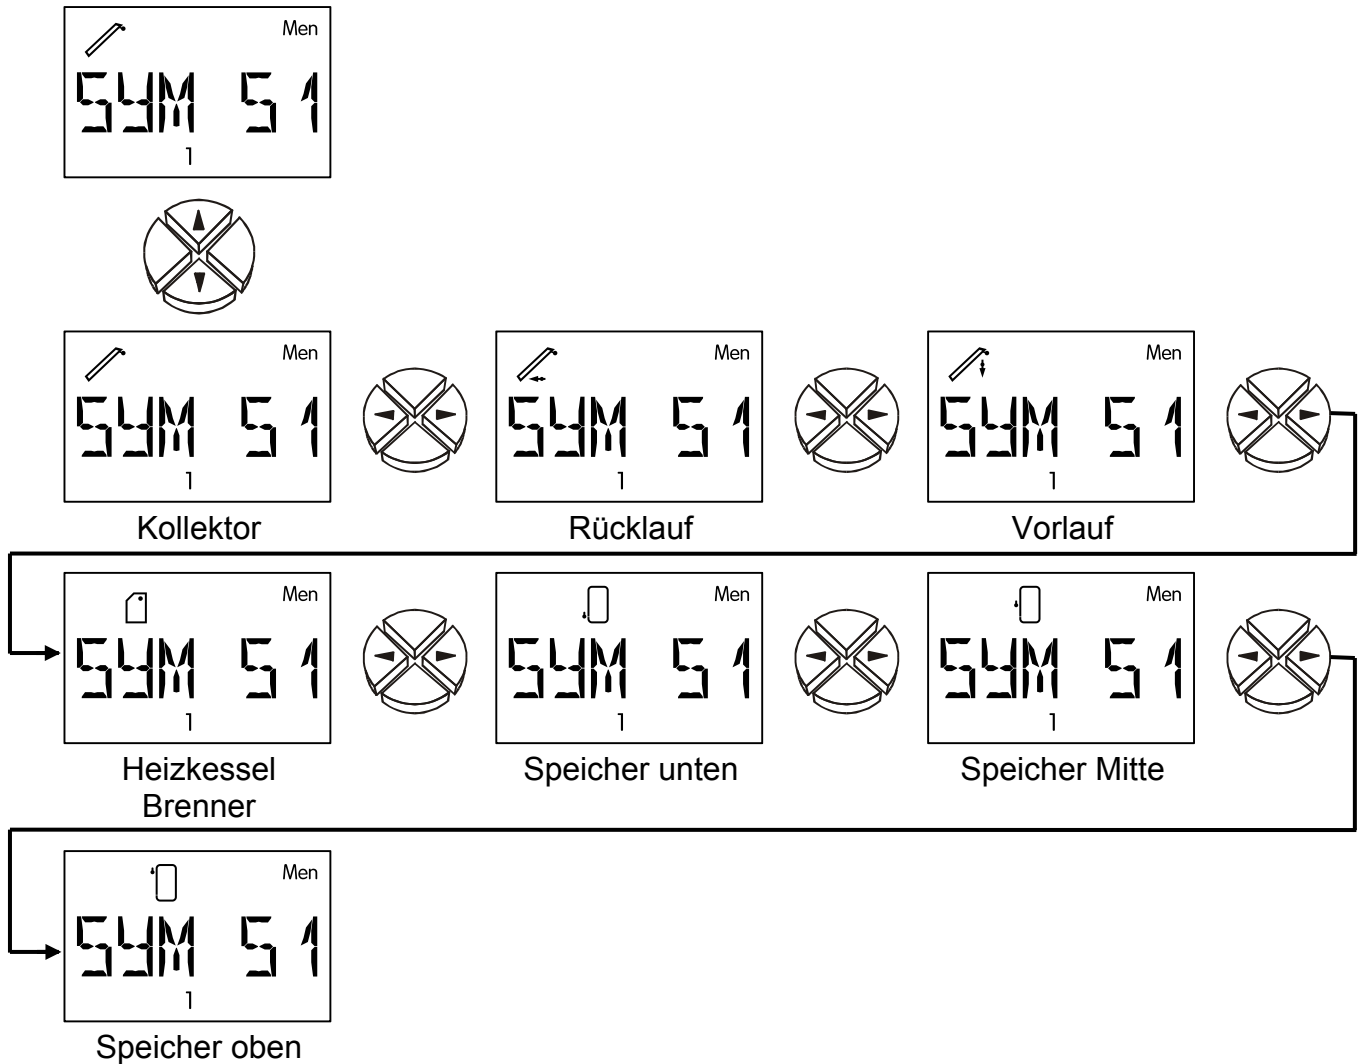 Men
SYM S1
1
Men
SYM S1
1
Kollektor
Men
SYM S1
1
Rücklauf
Men
SYM S1
1
Vorlauf
Men
SYM S1
1
Heizkessel
Brenner
Men
SYM S1
1
Speicher unten
Men
SYM S1
1
Speicher Mitte
Men
SYM S1
1
Speicher oben